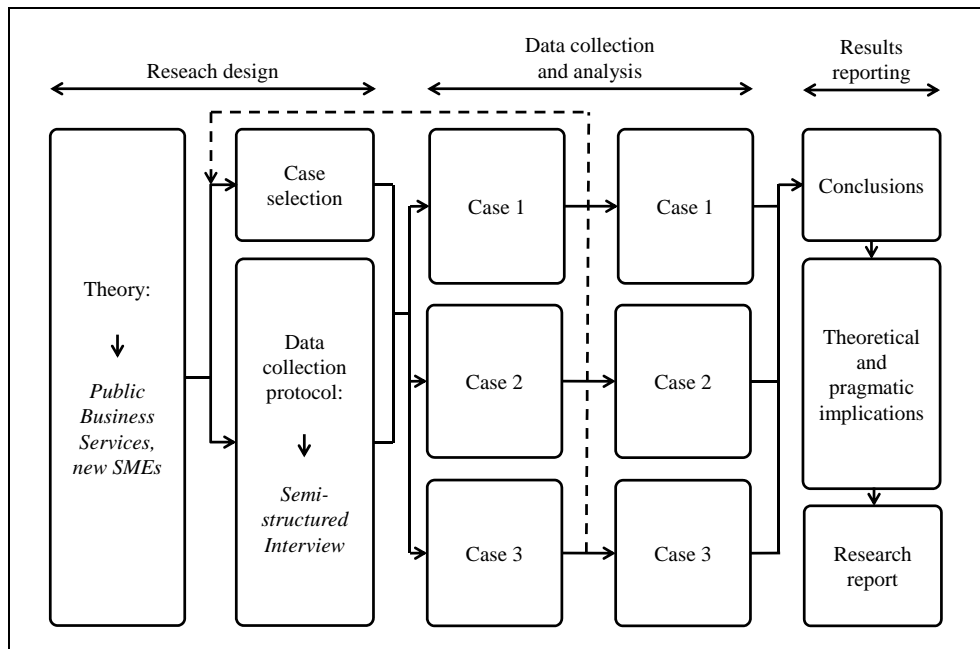 Reseach design
Data collection
and analysis
Results
reporting
Theory:
Public
Business
Services,
new SMEs
Case
selection
Data
collection
protocol:
Semi-
structured
Interview
Case 1
Case 2
Case 3
Case 1
Case 2
Case 3
Conclusions
Theoretical
and
pragmatic
implications
Research
report